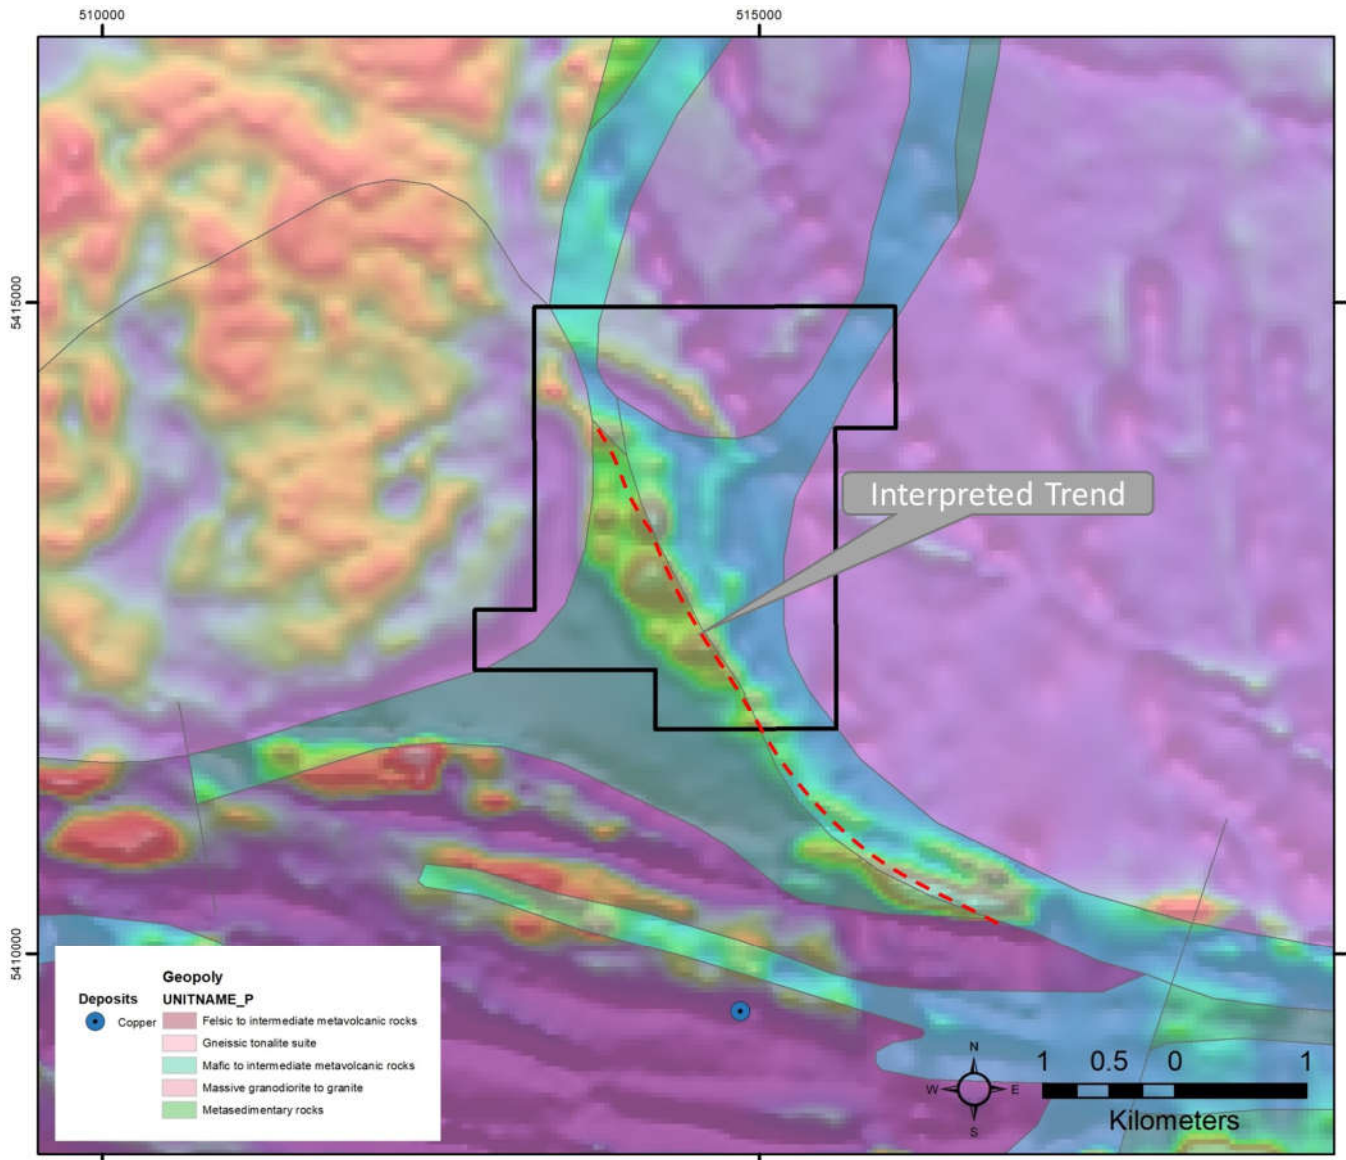 510000
515000
5415000
5415000
Interpreted Trend
5410000
Geopoly
Deposits
UNITNAME_P
Copper
Felsic to intermediate metavolcanic rocks
Gneissic tonalite suite
Mafic to intermediate metavolcanic rocks
Massive granodiorite to granite
Metasedimentary rocks
N
W
E
S
1 0.5 0 1
Kilometers